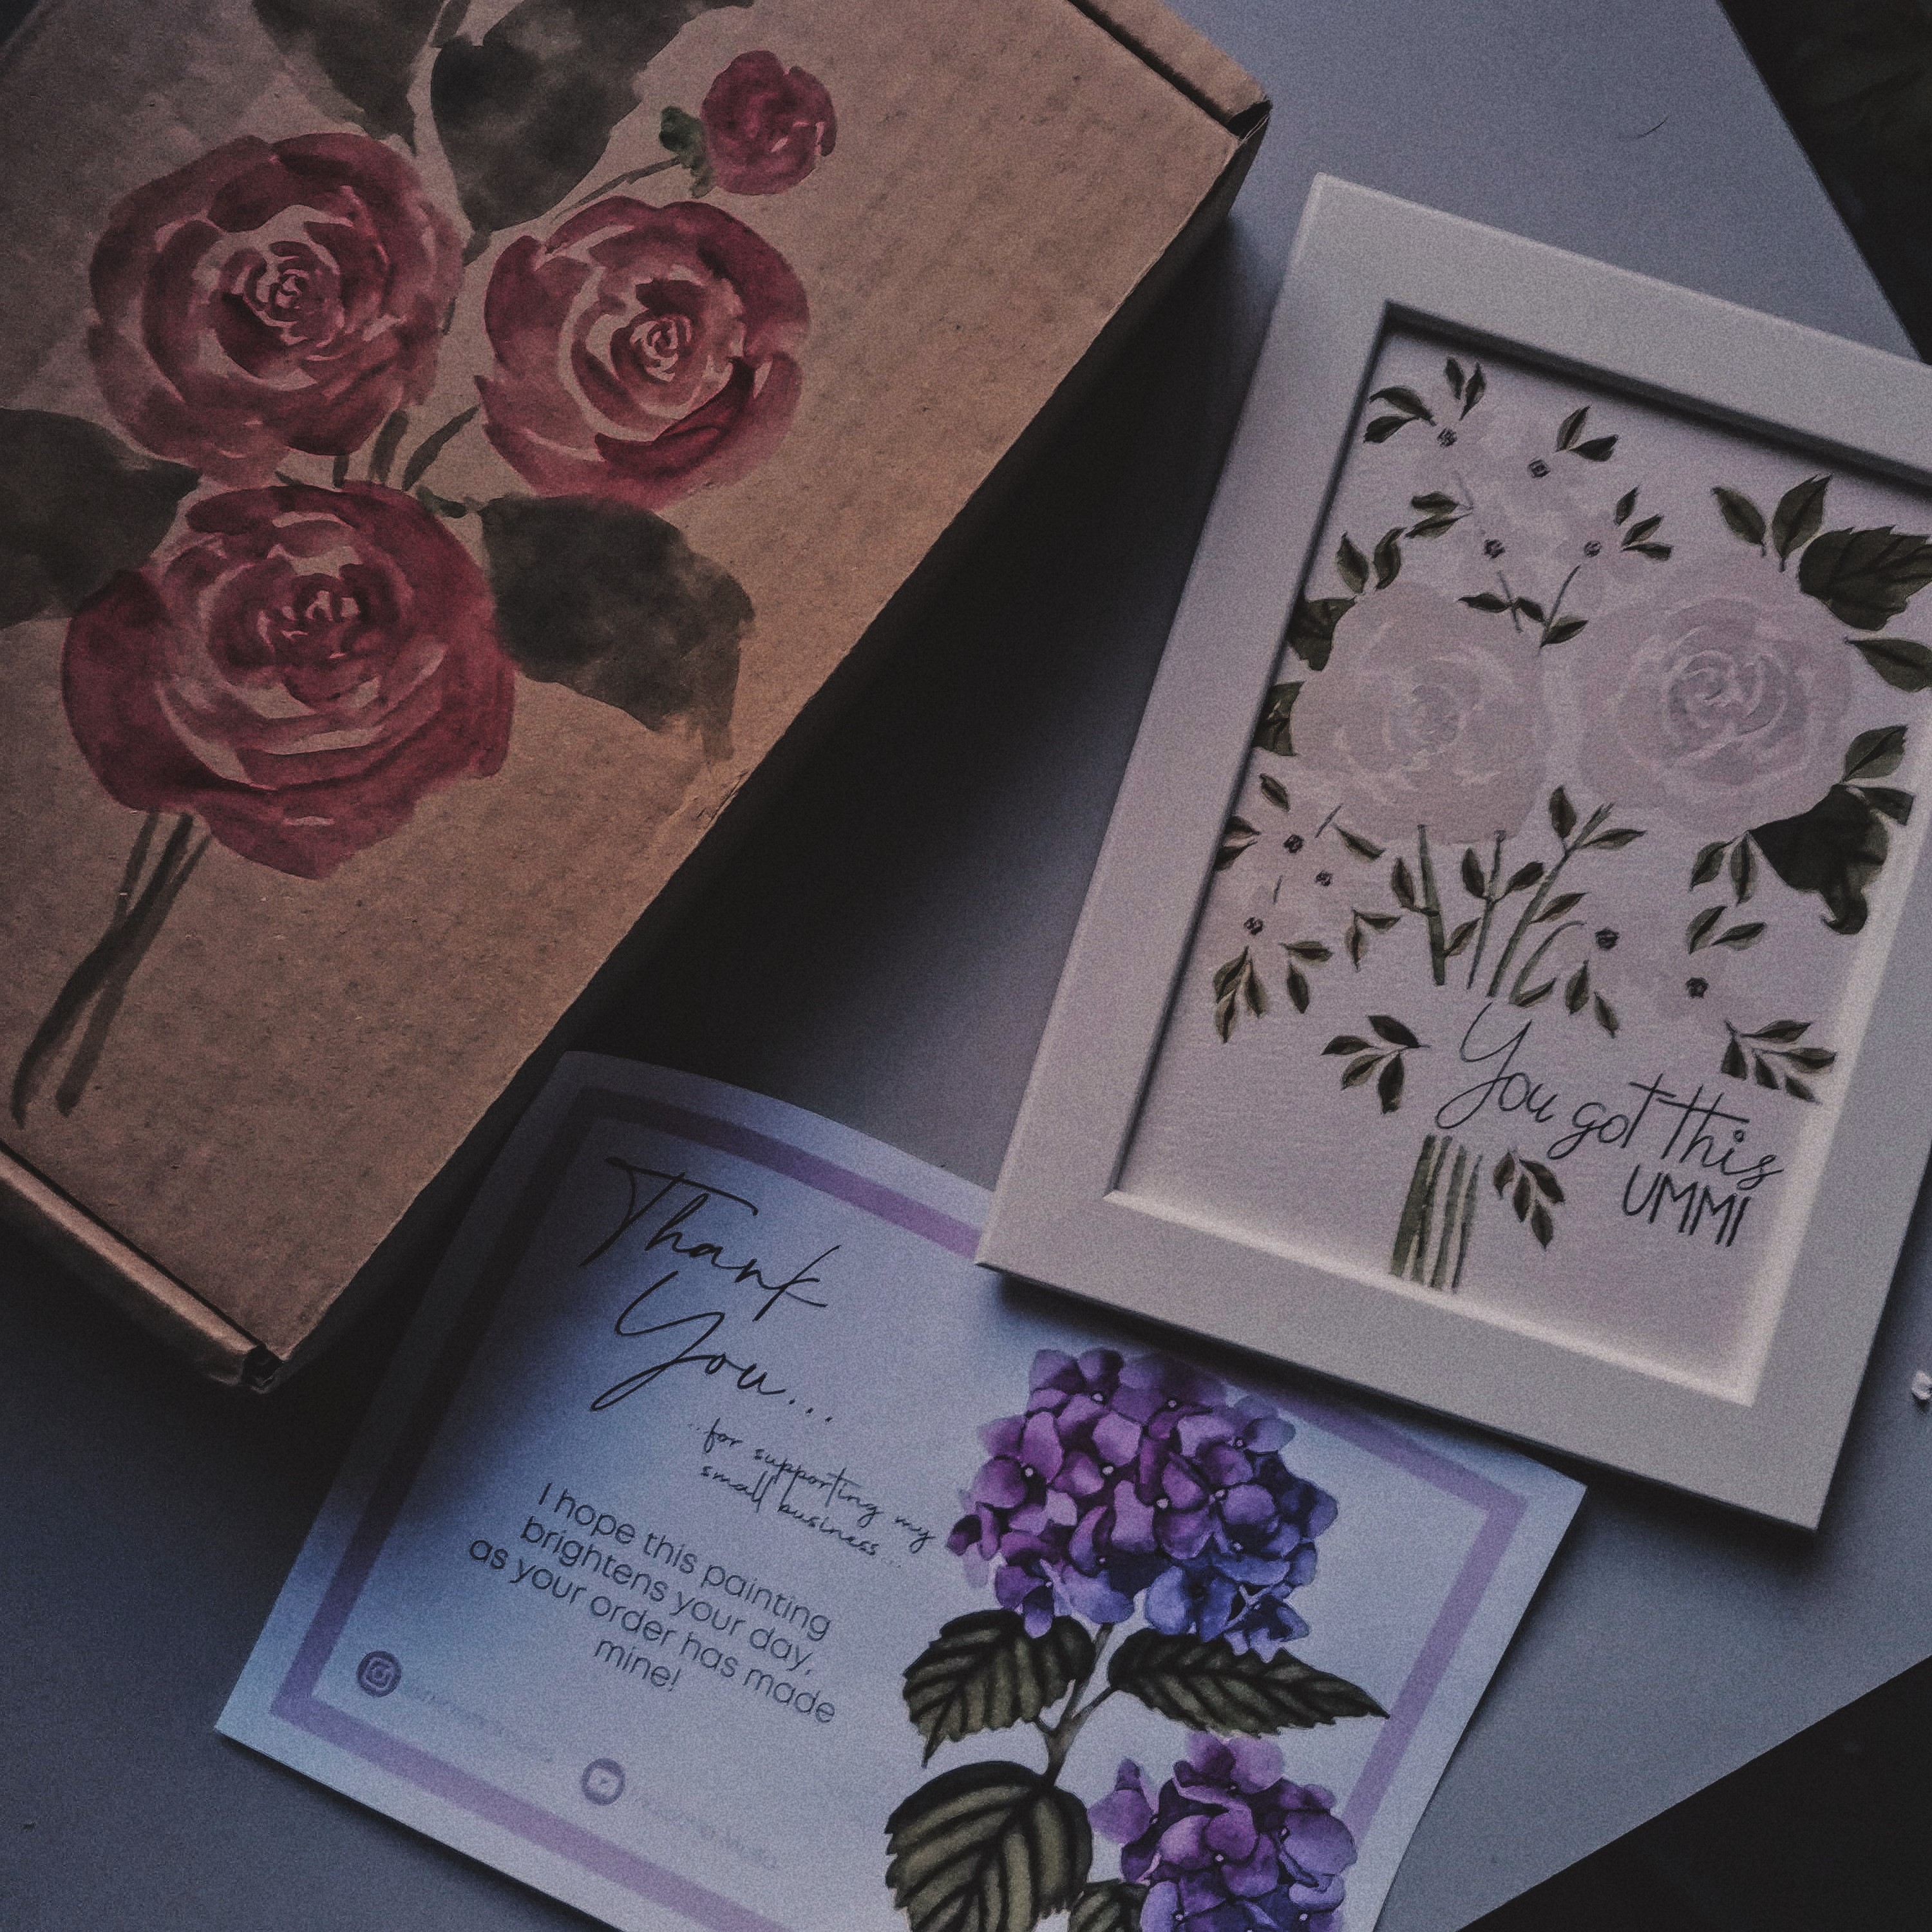 You got this
UMMI
Thank
You...
...for supporting my
small business...
I hope this painting
brightens your day,
as your order has made
mine!